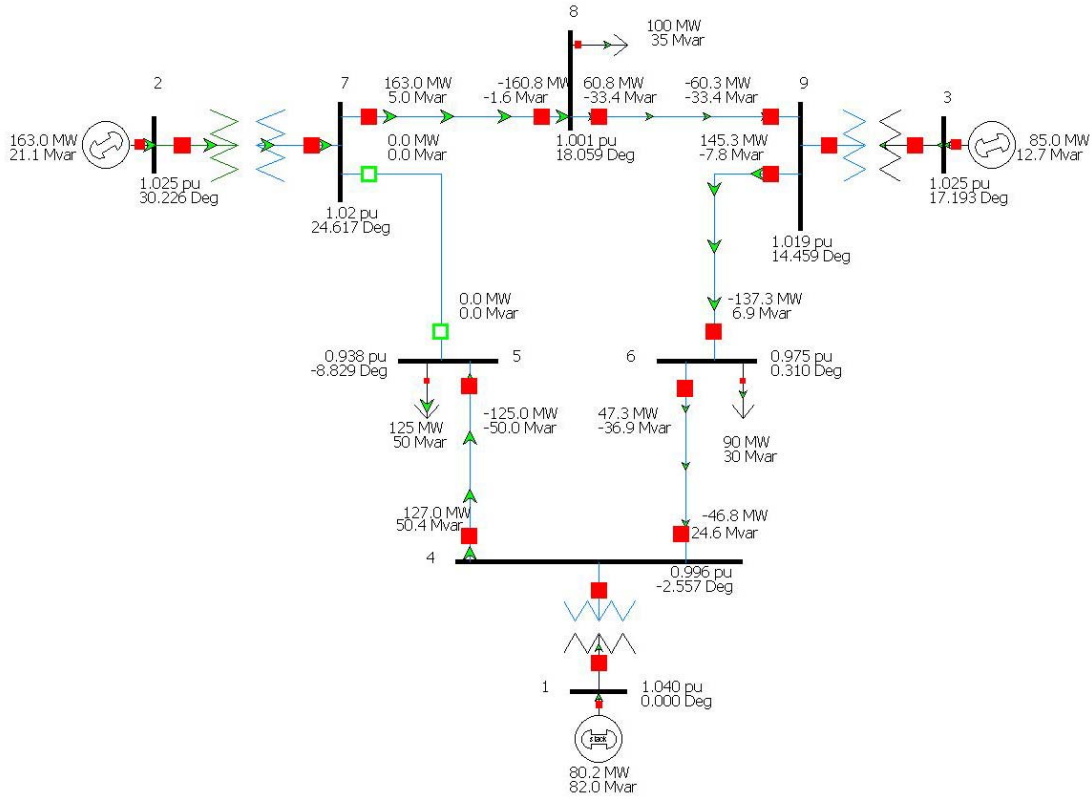 8
100 MW
35 Mvar
2
7
163.0 MW
5.0 Mvar
-160.8 MW
-1.6 Mvar
60.8 MW
-33.4 Mvar
-60.3 MW
-33.4 Mvar
9
3
163.0 MW
21.1 Mvar
0.0 MW
0.0 Mvar
1.001 pu
18.059 Deg
145.3 MW
-7.8 Mvar
85.0 MW
12.7 Mvar
1.025 pu
30.226 Deg
1.025 pu
17.193 Deg
1.02 pu
24.617 Deg
1.019 pu
14.459 Deg
0.0 MW
0.0 Mvar
-137.3 MW
6.9 Mvar
0.938 pu
-8.829 Deg
5
6
0.975 pu
0.310 Deg
125 MW
50 Mvar
-125.0 MW
-50.0 Mvar
47.3 MW
-36.9 Mvar
90 MW
30 Mvar
127.0 MW
50.4 Mvar
-46.8 MW
24.6 Mvar
4
0.996 pu
-2.557 Deg
1
1.040 pu
0.000 Deg
slack
80.2 MW
82.0 Mvar